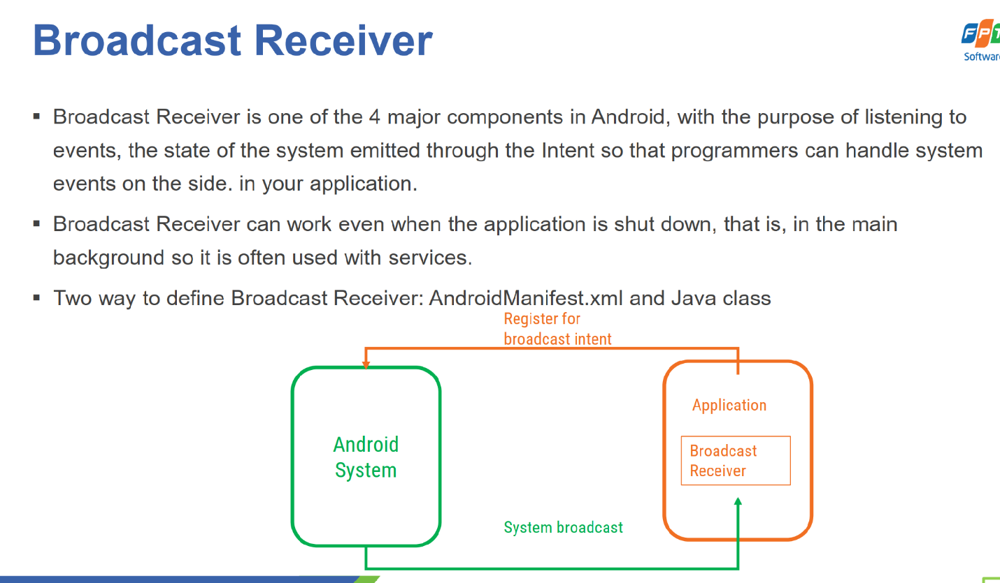 Broadcast Receiver
FPT
Software
▪ Broadcast Receiver is one of the 4 major components in Android, with the purpose of listening to
events, the state of the system emitted through the Intent so that programmers can handle system
events on the side. in your application.
▪ Broadcast Receiver can work even when the application is shut down, that is, in the main
background so it is often used with services.
▪ Two way to define Broadcast Receiver: AndroidManifest.xml and Java class
Register for
broadcast intent
Android
System
Application
Broadcast
Receiver
System broadcast